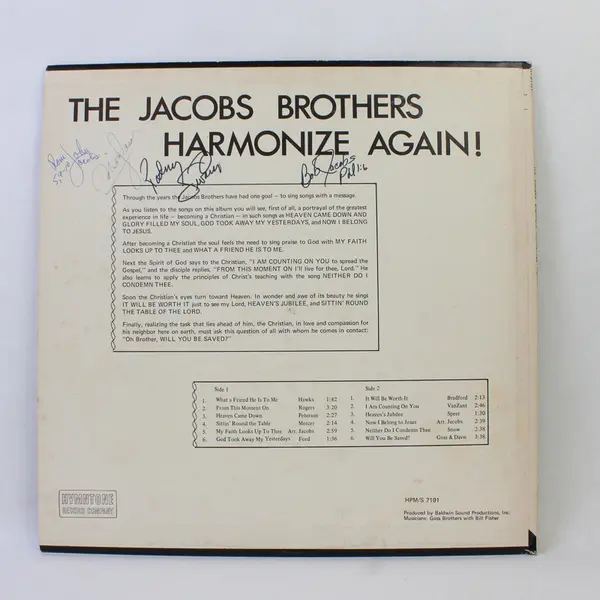 THE JACOBS BROTHERS
HARMONIZE AGAIN!
Rodney
Bob Jacobs
Phil 1:6
Through the years the Jacobs Brothers have had one goal – to sing songs with a message.
As you listen to the songs on this album you will see, first of all, a portrayal of the greatest
experience in life – becoming a Christian – in such songs as HEAVEN CAME DOWN AND
GLORY FILLED MY SOUL, GOD TOOK AWAY MY YESTERDAYS, and NOW I BELONG
TO JESUS.
After becoming a Christian the soul feels the need to sing praise to God with MY FAITH
LOOKS UP TO THEE and WHAT A FRIEND HE IS TO ME.
Next the Spirit of God says to the Christian, "I AM COUNTING ON YOU to spread the
Gospel," and the disciple replies, "FROM THIS MOMENT ON I'll live for thee, Lord." He
also learns to apply the principles of Christ's teaching with the song NEITHER DO I
CONDEMN THEE.
Soon the Christian's eyes turn toward Heaven. In wonder and awe of its beauty he sings
IT WILL BE WORTH IT just to see my Lord, HEAVEN'S JUBILEE, and SITTIN' ROUND
THE TABLE OF THE LORD.
Finally, realizing the task that lies ahead of him, the Christian, in love and compassion for
his neighbor here on earth, must ask this question of all with whom he comes in contact:
"Oh Brother, WILL YOU BE SAVED?"
Side 1
1. What a Friend He Is To Me Hawks 1:42
2. From This Moment On Rogers 3:20
3. Heaven Came Down Peterson 2:27
4. Sittin' Round the Table Mercer 2:14
5. My Faith Looks Up To Thee Arr. Jacobs 2:59
6. God Took Away My Yesterdays Ford 1:36
Side 2
1. It Will Be Worth It Bradford 2:13
2. I Am Counting On You VanZant 2:46
3. Heaven's Jubilee Speer 1:30
4. Now I Belong to Jesus Arr. Jacobs 2:39
5. Neither Do I Condemn Thee Snow 2:38
6. Will You Be Saved? Goss & Davis 3:38
HYMNTONE
RECORD COMPANY
HPM/S 7191
Produced by Baldwin Sound Productions, Inc.
Musicians: Goss Brothers with Bill Fisher